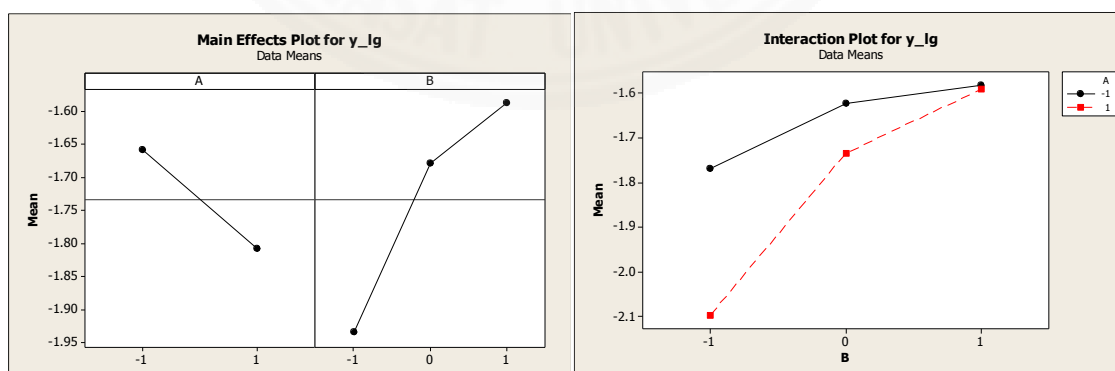 Main Effects Plot for y_lg
Data Means
A
B
-1.60
-1.65
-1.70
-1.75
-1.80
-1.85
-1.90
-1.95
Mean
-1
1
-1
0
1
Interaction Plot for y_lg
Data Means
-1.6
-1.7
-1.8
-1.9
-2.0
-2.1
Mean
-1
0
1
B
A
-1
1